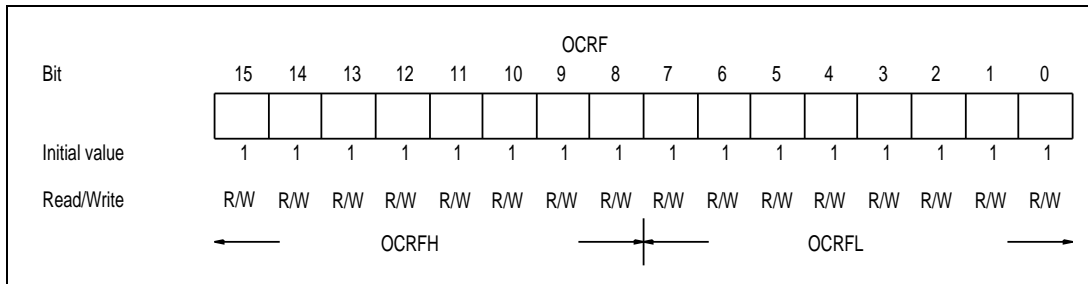 OCRF
Bit 15 14 13 12 11 10 9 8 7 6 5 4 3 2 1 0
Initial value 1 1 1 1 1 1 1 1 1 1 1 1 1 1 1 1
Read/Write R/W R/W R/W R/W R/W R/W R/W R/W R/W R/W R/W R/W R/W R/W R/W R/W
OCRFH OCRFL